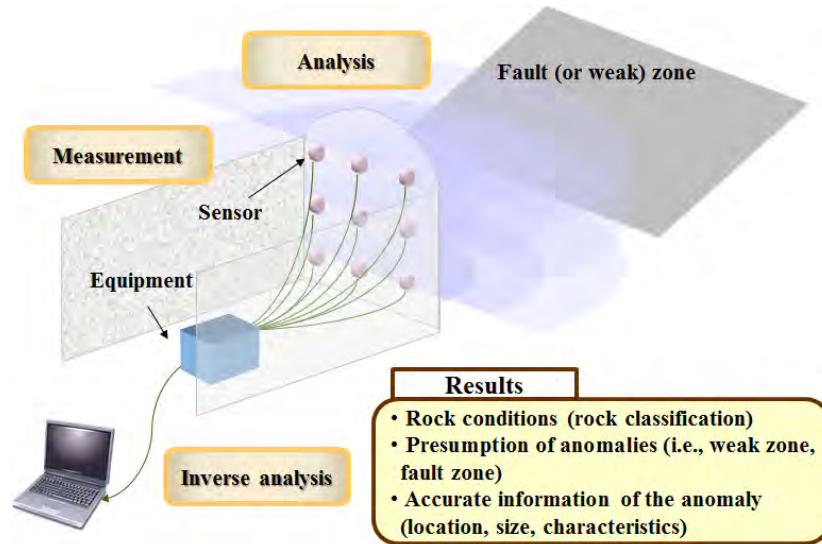 Analysis
Fault (or weak) zone
Measurement
Sensor
Equipment
Results
• Rock conditions (rock classification)
• Presumption of anomalies (i.e., weak zone,
fault zone)
• Accurate information of the anomaly
(location, size, characteristics)
Inverse analysis